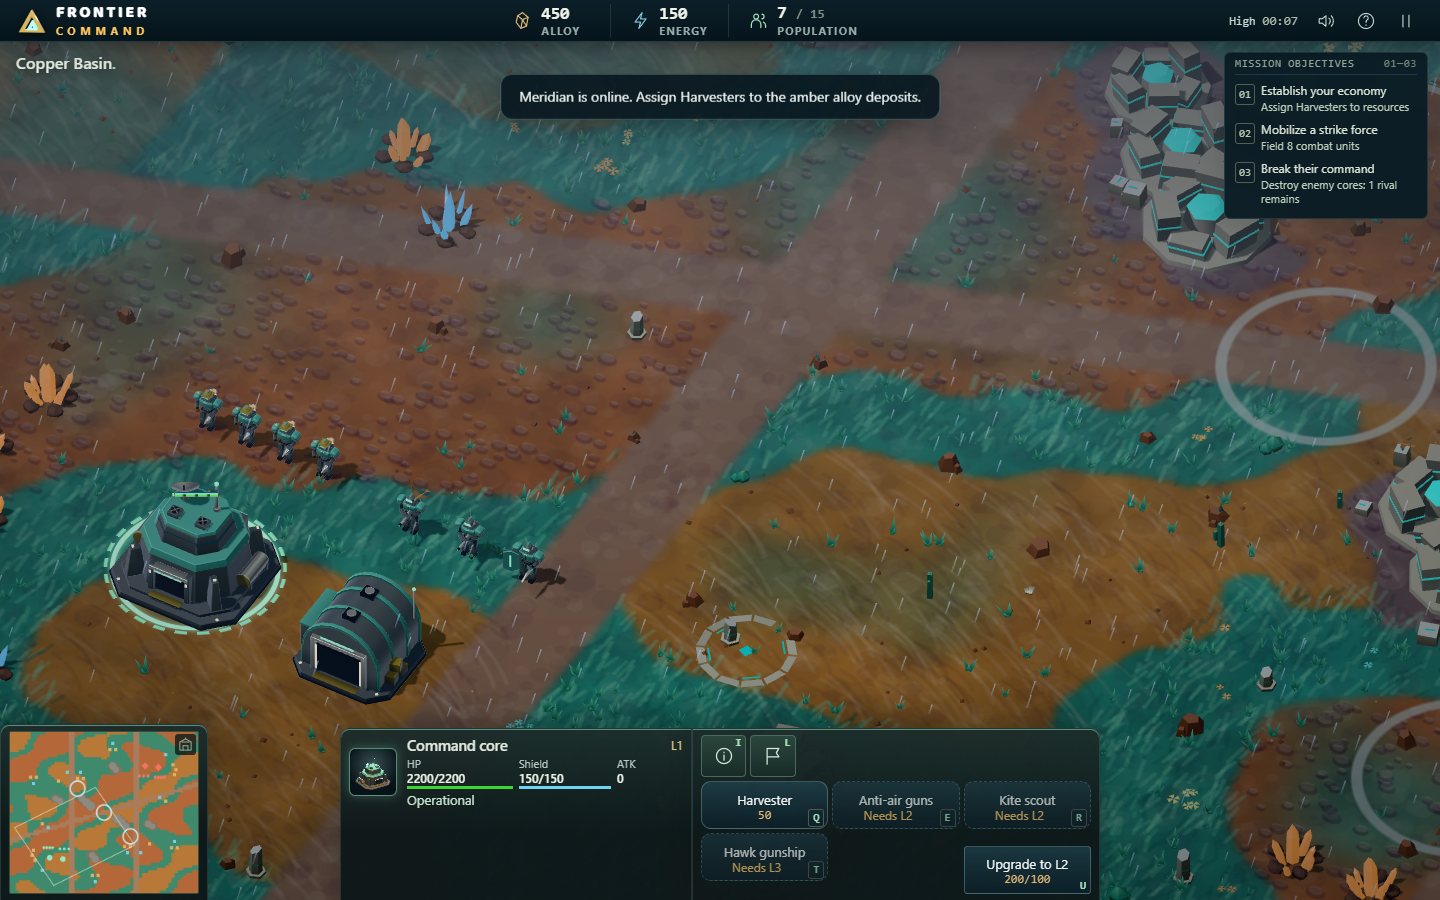 FRONTIER
COMMAND
450
ALLOY
150
ENERGY
7 / 15
POPULATION
High 00:07
Copper Basin.
Meridian is online. Assign Harvesters to the amber alloy deposits.
MISSION OBJECTIVES 01—03
01 Establish your economy
Assign Harvesters to resources
02 Mobilize a strike force
Field 8 combat units
03 Break their command
Destroy enemy cores: 1 rival
remains
Command core L1
HP Shield ATK
2200/2200 150/150 0
Operational
I
L
Harvester
50 Q
Anti-air guns
Needs L2 E
Kite scout
Needs L2 R
Hawk gunship
Needs L3 T
Upgrade to L2
200/100 U